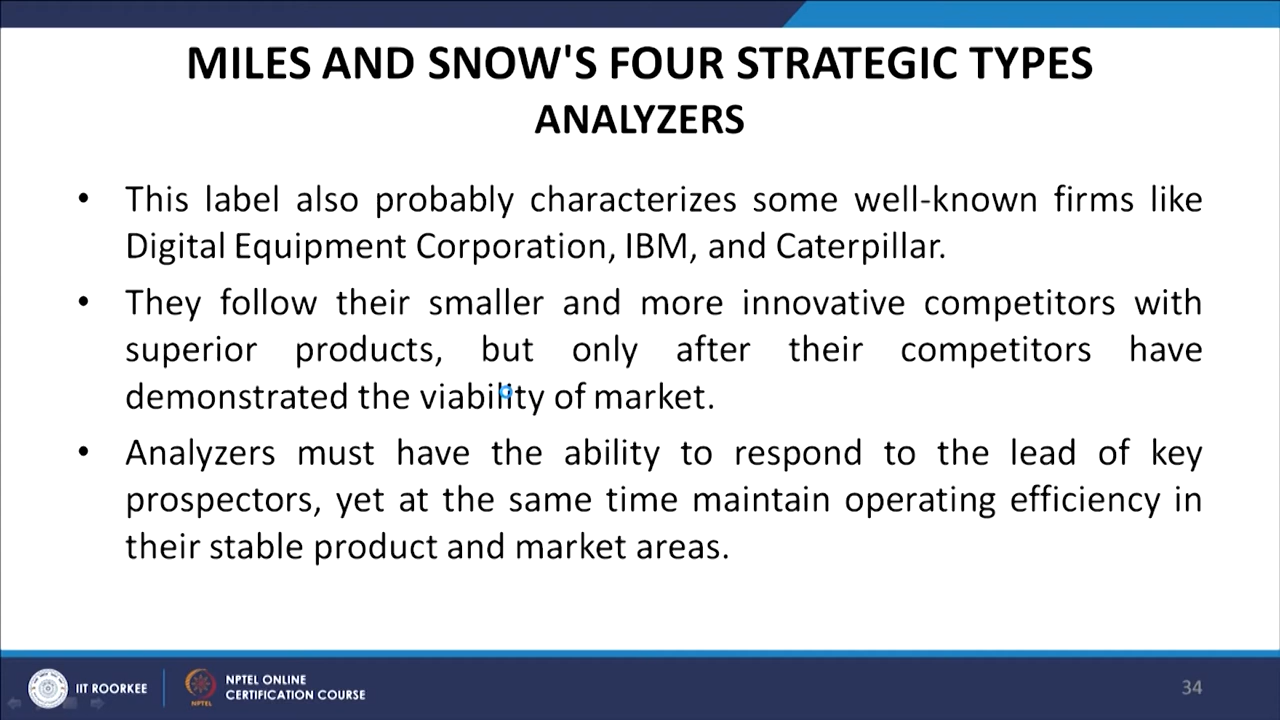 MILES AND SNOW'S FOUR STRATEGIC TYPES
ANALYZERS
• This label also probably characterizes some well-known firms like
Digital Equipment Corporation, IBM, and Caterpillar.
• They follow their smaller and more innovative competitors with
superior products, but only after their competitors have
demonstrated the viability of market.
• Analyzers must have the ability to respond to the lead of key
prospectors, yet at the same time maintain operating efficiency in
their stable product and market areas.
IIT ROORKEE
NPTEL
NPTEL ONLINE
CERTIFICATION COURSE
34